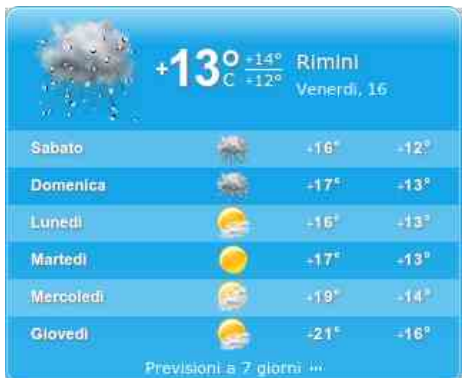 +13° C +14° +12° Rimini
Venerdì, 16
Sabato +16° +12°
Domenica +17° +13°
Lunedì +16° +13°
Martedì +17° +13°
Mercoledì +19° +14°
Giovedì +21° +16°
Previsioni a 7 giorni